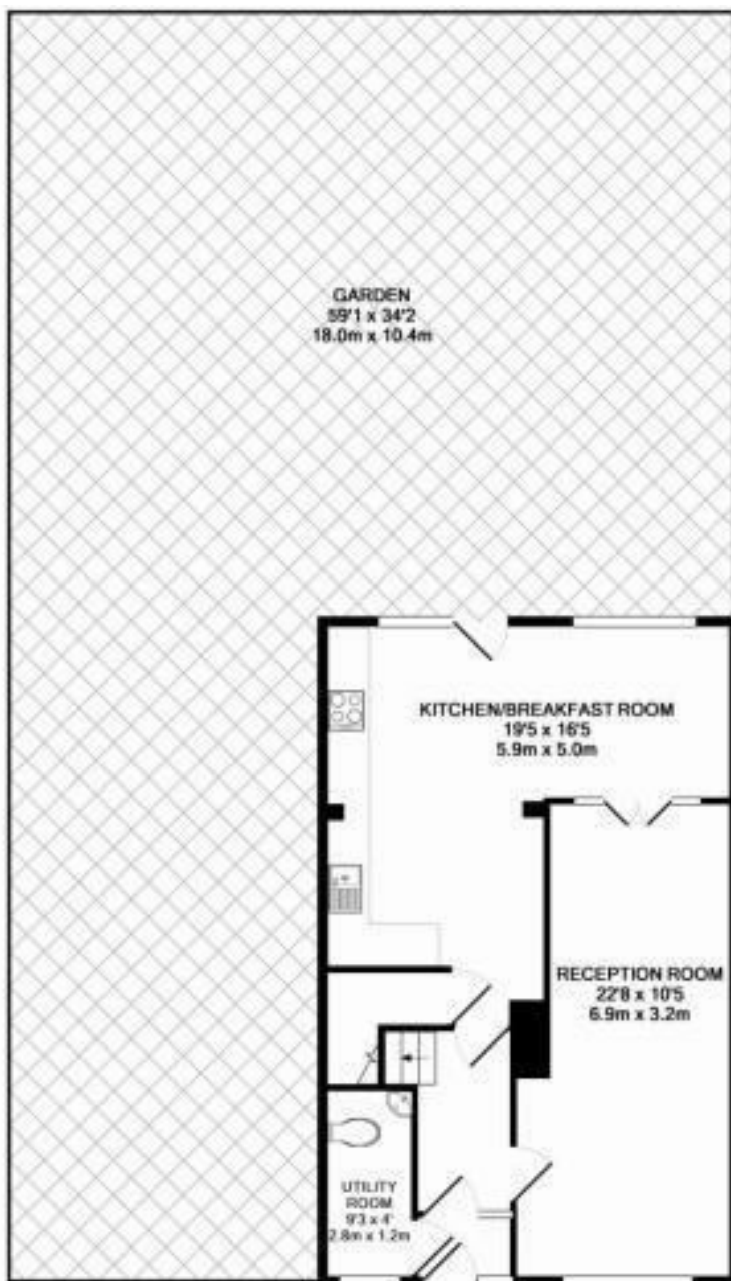 GARDEN
59'1 x 34'2
18.0m x 10.4m
KITCHEN/BREAKFAST ROOM
19'5 x 16'5
5.9m x 5.0m
RECEPTION ROOM
22'8 x 10'5
6.9m x 3.2m
UTILITY
ROOM
9'3 x 4'
2.8m x 1.2m